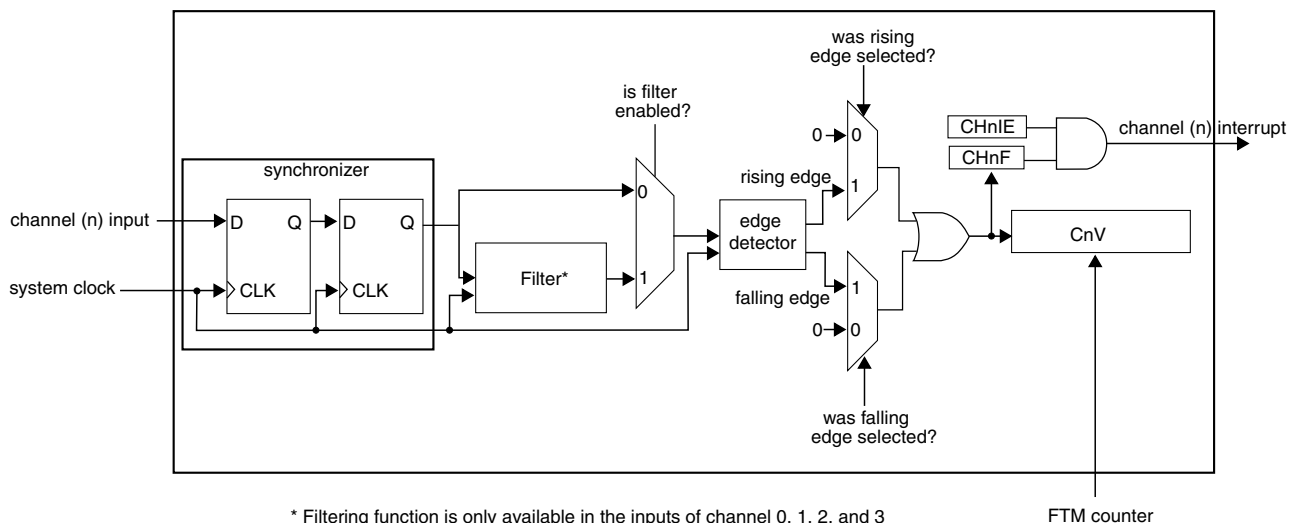 was rising
edge selected?
is filter
enabled?
0
0
CHnIE
channel (n) interrupt
CHnF
synchronizer
rising edge
1
0
channel (n) input
D
Q
D
Q
edge
detector
CnV
Filter*
1
system clock
CLK
CLK
falling edge
1
0
0
was falling
edge selected?
* Filtering function is only available in the inputs of channel 0, 1, 2, and 3
FTM counter